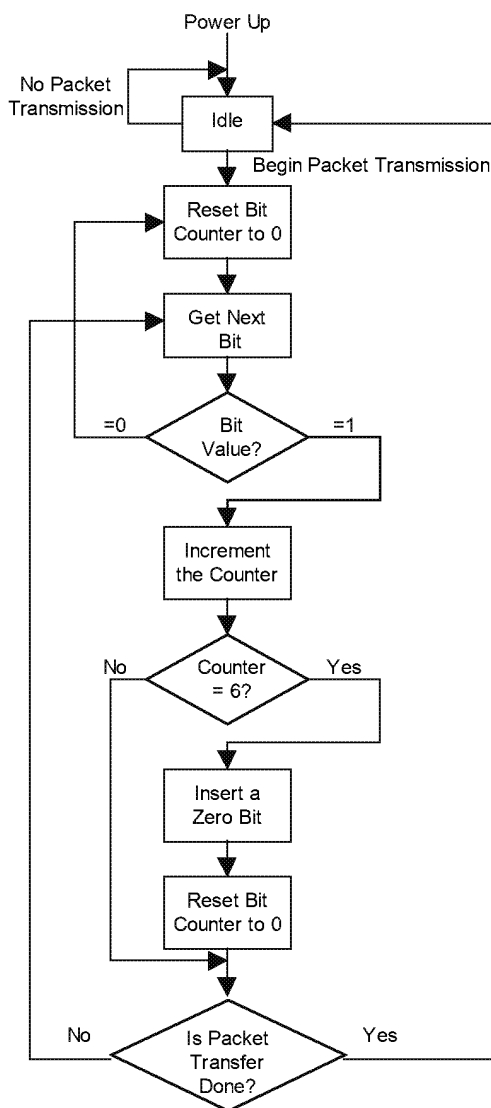 Power Up
No Packet
Transmission
Idle
Begin Packet Transmission
Reset Bit
Counter to 0
Get Next
Bit
=0
Bit
Value?
=1
Increment
the Counter
No
Counter
= 6?
Yes
Insert a
Zero Bit
Reset Bit
Counter to 0
No
Is Packet
Transfer
Done?
Yes